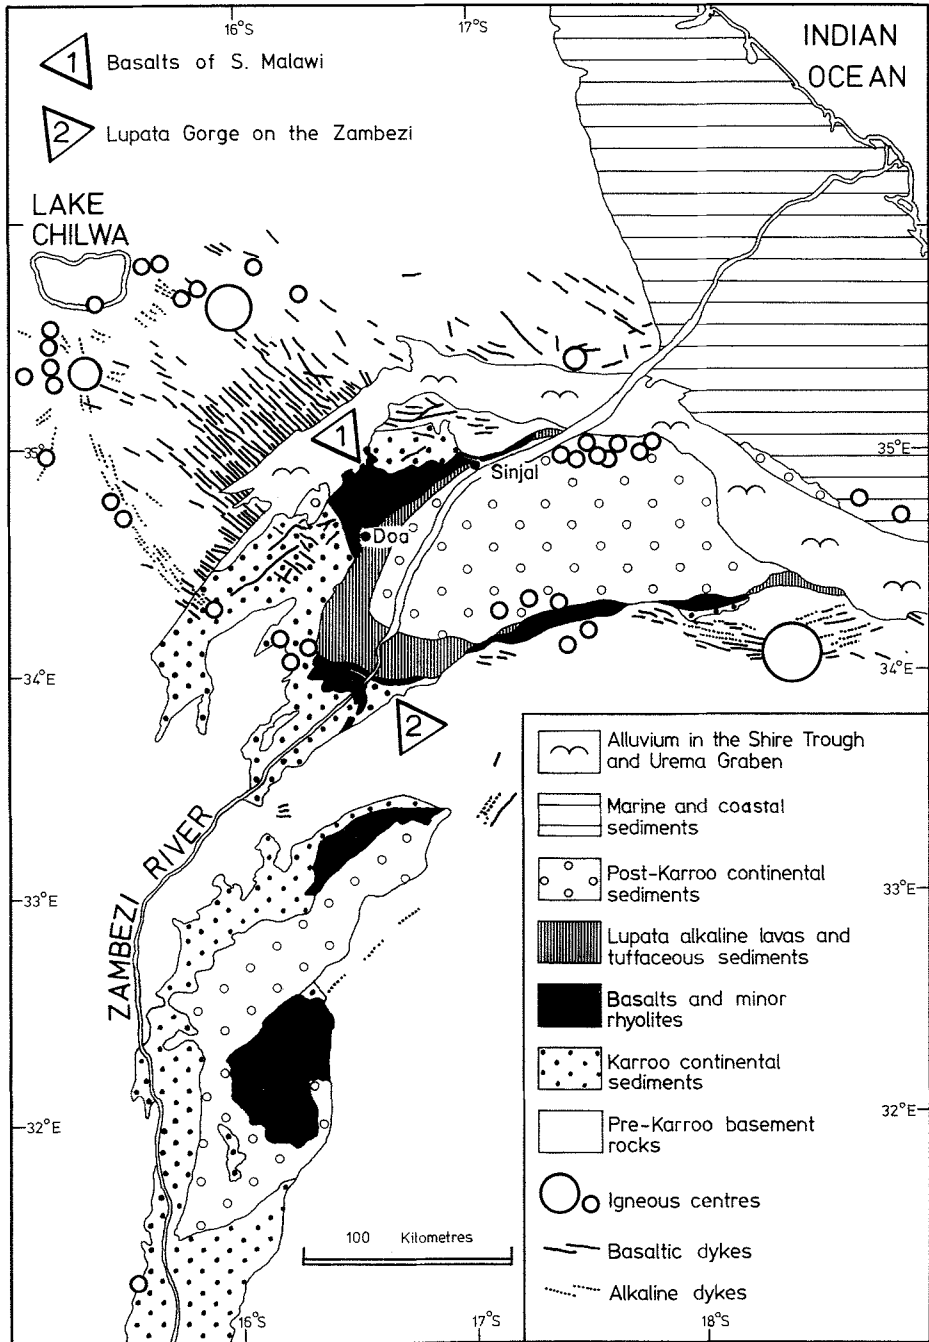 16°S
17°S
1 Basalts of S. Malawi
2 Lupata Gorge on the Zambezi
INDIAN
OCEAN
LAKE
CHILWA
1
35°
35°E
Sinjal
Doa
34°E
34°E
2
ZAMBEZI RIVER
33°E
33°E
32°E
32°E
Alluvium in the Shire Trough
and Urema Graben
Marine and coastal
sediments
Post-Karroo continental
sediments
Lupata alkaline lavas and
tuffaceous sediments
Basalts and minor
rhyolites
Karroo continental
sediments
Pre-Karroo basement
rocks
Igneous centres
Basaltic dykes
Alkaline dykes
100 Kilometres
16°S
17°S
18°S